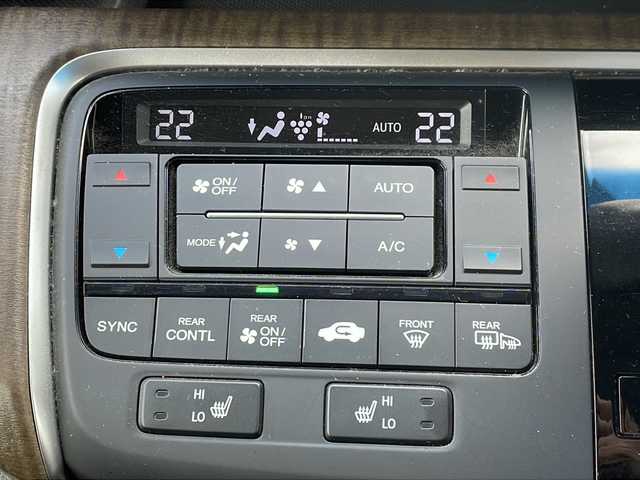 22 AUTO 22
ON/OFF AUTO
MODE A/C
SYNC REAR CONTL REAR ON/OFF FRONT REAR
HI HI
LO LO